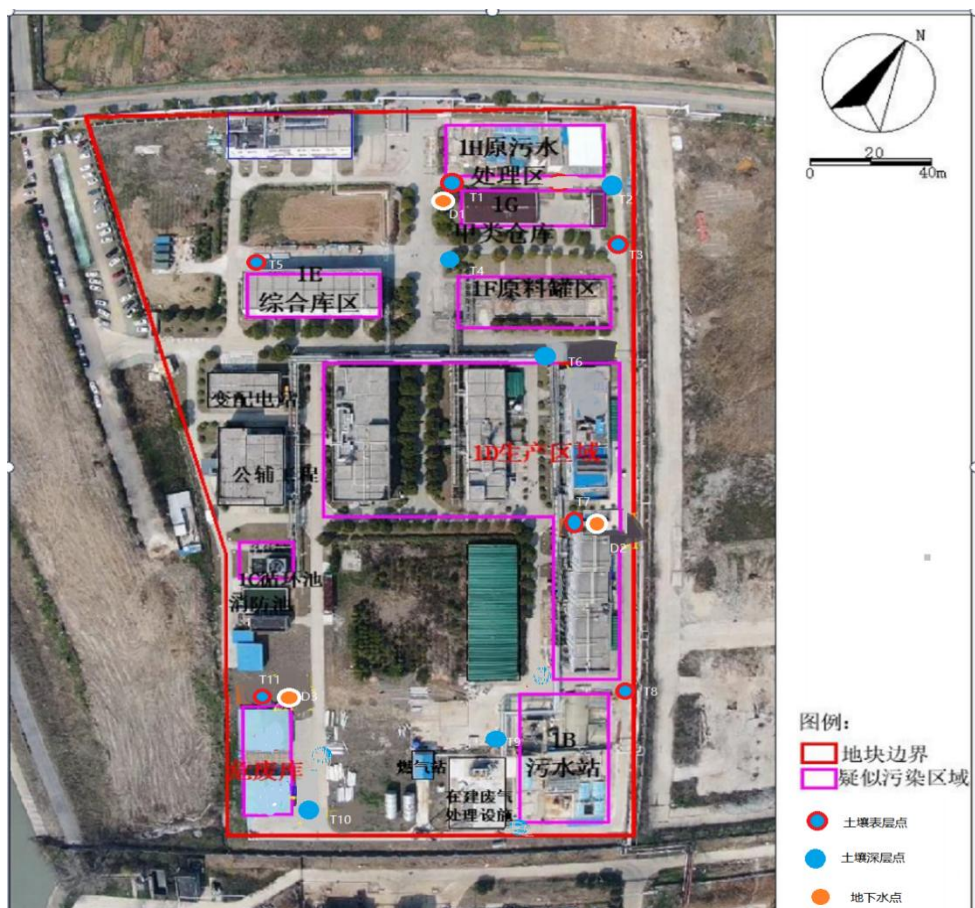 N
20
0
40m
1H原污水
处理区
T1
T2
D1
1G
甲类仓库
T3
T5
T4
1E
综合库区
1F原料罐区
T6
变配电站
1D生产区域
公辅工程
T7
D2
1C循环池
消防池
T11
D3
T8
T9
1B
污水站
危废库
燃气站
在建废气
处理设施
T10
图例:
地块边界
疑似污染区域
土壤表层点
土壤深层点
地下水点